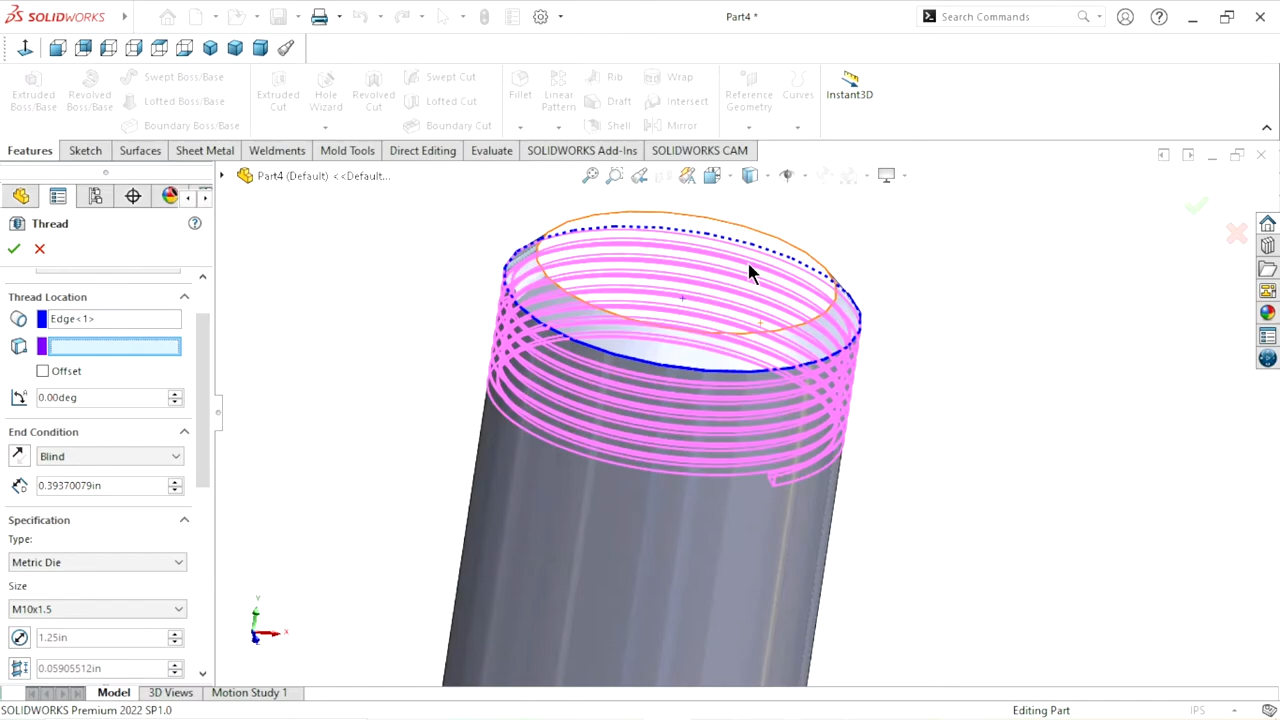 SOLIDWORKS
Part4 *
Search Commands
Extruded Boss/Base
Revolved Boss/Base
Swept Boss/Base
Lofted Boss/Base
Boundary Boss/Base
Extruded Cut
Hole Wizard
Revolved Cut
Swept Cut
Lofted Cut
Boundary Cut
Fillet
Linear Pattern
Rib
Draft
Shell
Wrap
Intersect
Mirror
Reference Geometry
Curves
Instant3D
Features Sketch Surfaces Sheet Metal Weldments Mold Tools Direct Editing Evaluate SOLIDWORKS Add-Ins SOLIDWORKS CAM
Part4 (Default) <<Default...
Thread
Thread Location
Edge<1>
Offset
0.00deg
End Condition
Blind
0.39370079in
Specification
Type:
Metric Die
Size
M10x1.5
1.25in
0.05905512in
Y
X
Z
Model 3D Views Motion Study 1
SOLIDWORKS Premium 2022 SP1.0
Editing Part
IPS